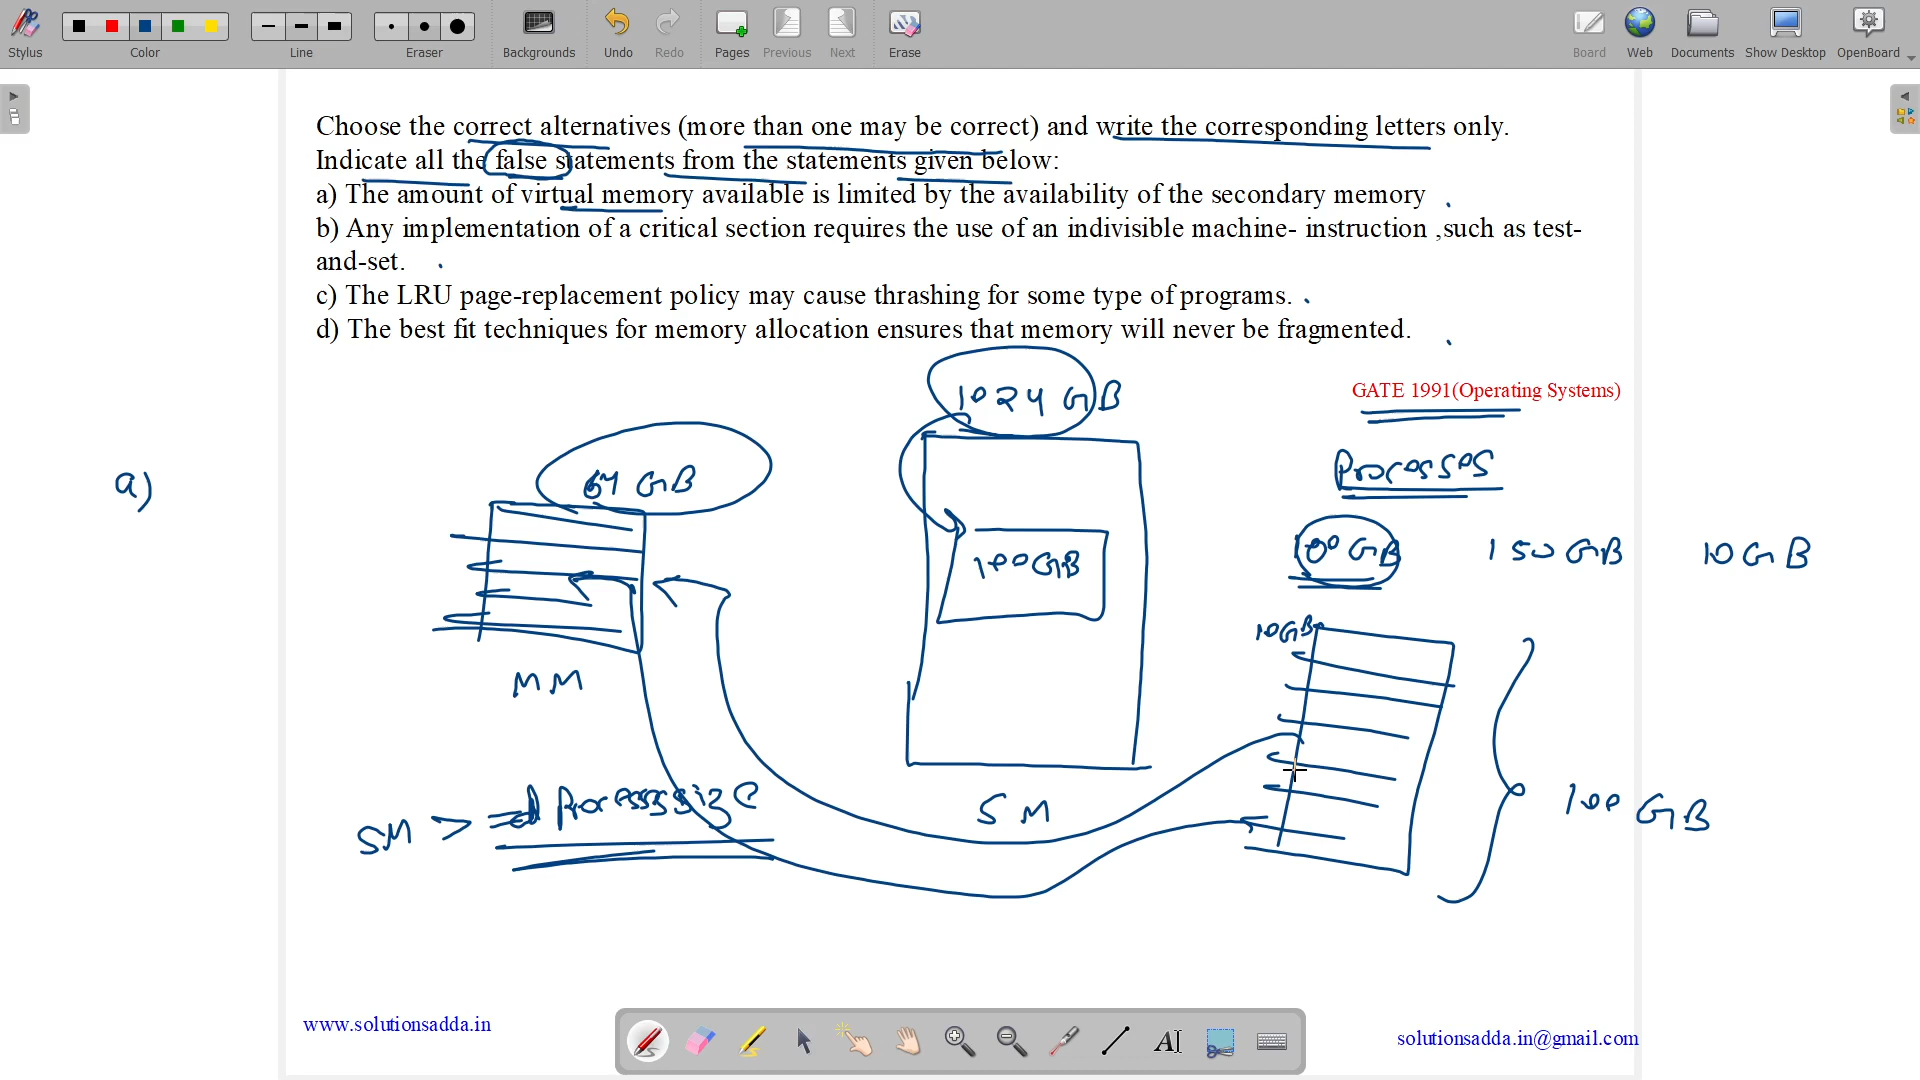 Stylus
Color
Line
Eraser
Backgrounds
Undo
Redo
Pages
Previous
Next
Erase
Board
Web
Documents
Show Desktop
OpenBoard
Choose the correct alternatives (more than one may be correct) and write the corresponding letters only.
Indicate all the false statements from the statements given below:
a) The amount of virtual memory available is limited by the availability of the secondary memory
b) Any implementation of a critical section requires the use of an indivisible machine- instruction ,such as test-
and-set.
c) The LRU page-replacement policy may cause thrashing for some type of programs.
d) The best fit techniques for memory allocation ensures that memory will never be fragmented.
GATE 1991(Operating Systems)
1024 GB
Processes
a)
64 GB
100 GB
100 GB
150 GB
10 GB
10GB
MM
SM
100 GB
SM >
Process size
www.solutionsadda.in
solutionsadda.in@gmail.com